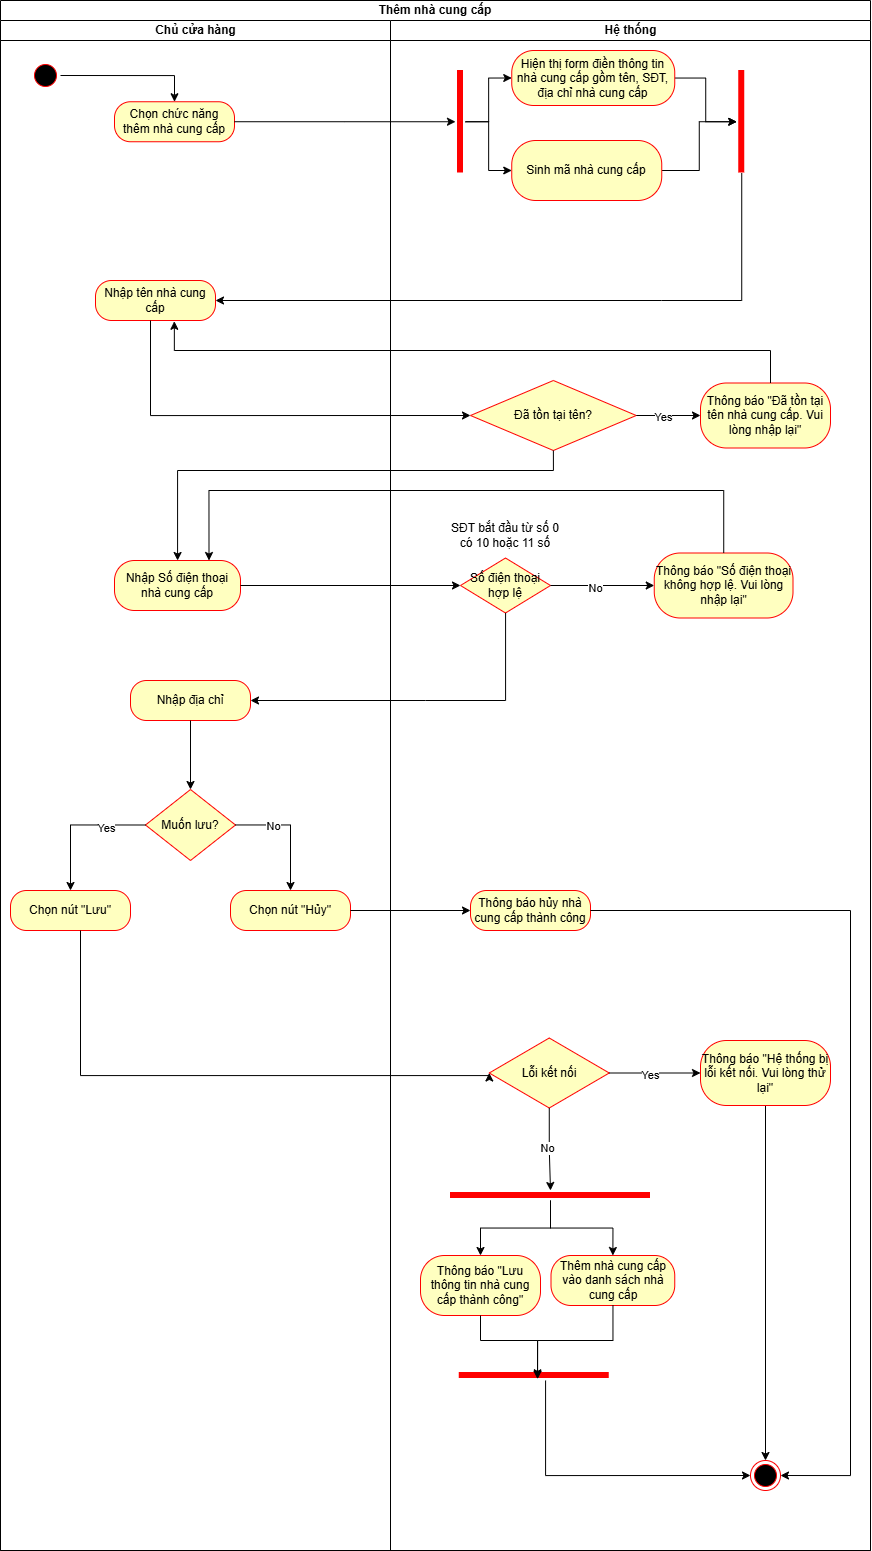 Thêm nhà cung cấp
Chủ cửa hàng
Hệ thống
Hiện thị form điền thông tin
nhà cung cấp gồm tên, SĐT,
địa chỉ nhà cung cấp
Chọn chức năng
thêm nhà cung cấp
Sinh mã nhà cung cấp
Nhập tên nhà cung
cấp
Đã tồn tại tên?
Yes
Thông báo "Đã tồn tại
tên nhà cung cấp. Vui
lòng nhập lại"
SĐT bắt đầu từ số 0
có 10 hoặc 11 số
Nhập Số điện thoại
nhà cung cấp
Số điện thoại
hợp lệ
No
Thông báo "Số điện thoại
không hợp lệ. Vui lòng
nhập lại"
Nhập địa chỉ
Muốn lưu?
Yes
No
Chọn nút "Lưu"
Chọn nút "Hủy"
Thông báo hủy nhà
cung cấp thành công
Lỗi kết nối
Yes
Thông báo "Hệ thống bị
lỗi kết nối. Vui lòng thử
lại"
No
Thông báo "Lưu
thông tin nhà cung
cấp thành công"
Thêm nhà cung cấp
vào danh sách nhà
cung cấp